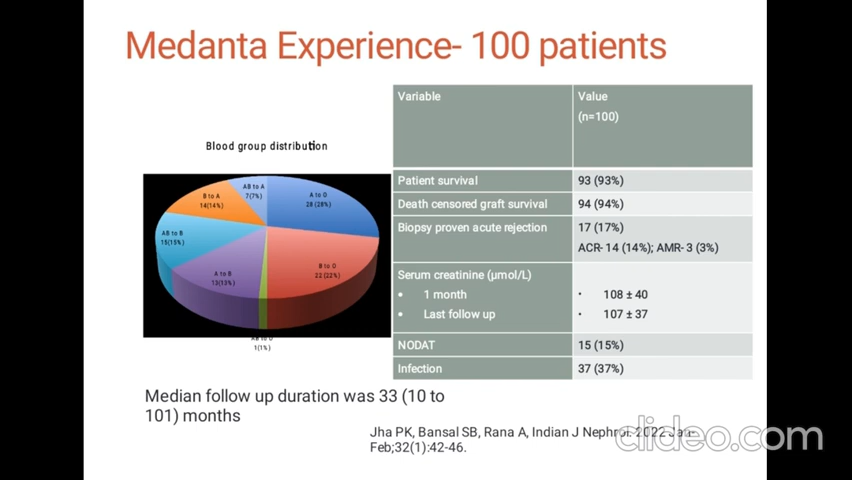 Medanta Experience- 100 patients
Blood group distribution
AB to A
7(7%)
A to O
28 (28%)
B to A
14(14%)
AB to B
15(15%)
A to B
13(13%)
B to O
22 (22%)
AB to O
1(1%)
Variable Value
(n=100)
Patient survival 93 (93%)
Death censored graft survival 94 (94%)
Biopsy proven acute rejection 17 (17%)
ACR- 14 (14%); AMR- 3 (3%)
Serum creatinine (µmol/L)
• 1 month • 108 ± 40
• Last follow up • 107 ± 37
NODAT 15 (15%)
Infection 37 (37%)
Median follow up duration was 33 (10 to
101) months
Jha PK, Bansal SB, Rana A, Indian J Nephrol. 2022 Jan-
Feb;32(1):42-46.
clideo.com